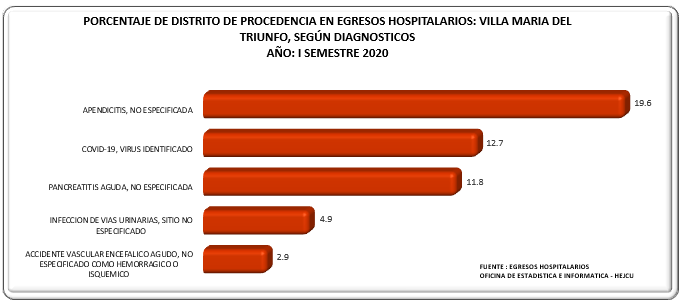 PORCENTAJE DE DISTRITO DE PROCEDENCIA EN EGRESOS HOSPITALARIOS: VILLA MARIA DEL
TRIUNFO, SEGÚN DIAGNOSTICOS
AÑO: I SEMESTRE 2020
APENDICITIS, NO ESPECIFICADA
19.6
COVID-19, VIRUS IDENTIFICADO
12.7
PANCREATITIS AGUDA, NO ESPECIFICADA
11.8
INFECCION DE VIAS URINARIAS, SITIO NO
ESPECIFICADO
4.9
ACCIDENTE VASCULAR ENCEFALICO AGUDO, NO
ESPECIFICADO COMO HEMORRAGICO O
ISQUEMICO
2.9
FUENTE : EGRESOS HOSPITALARIOS
OFICINA DE ESTADISTICA E INFORMATICA - HEJCU